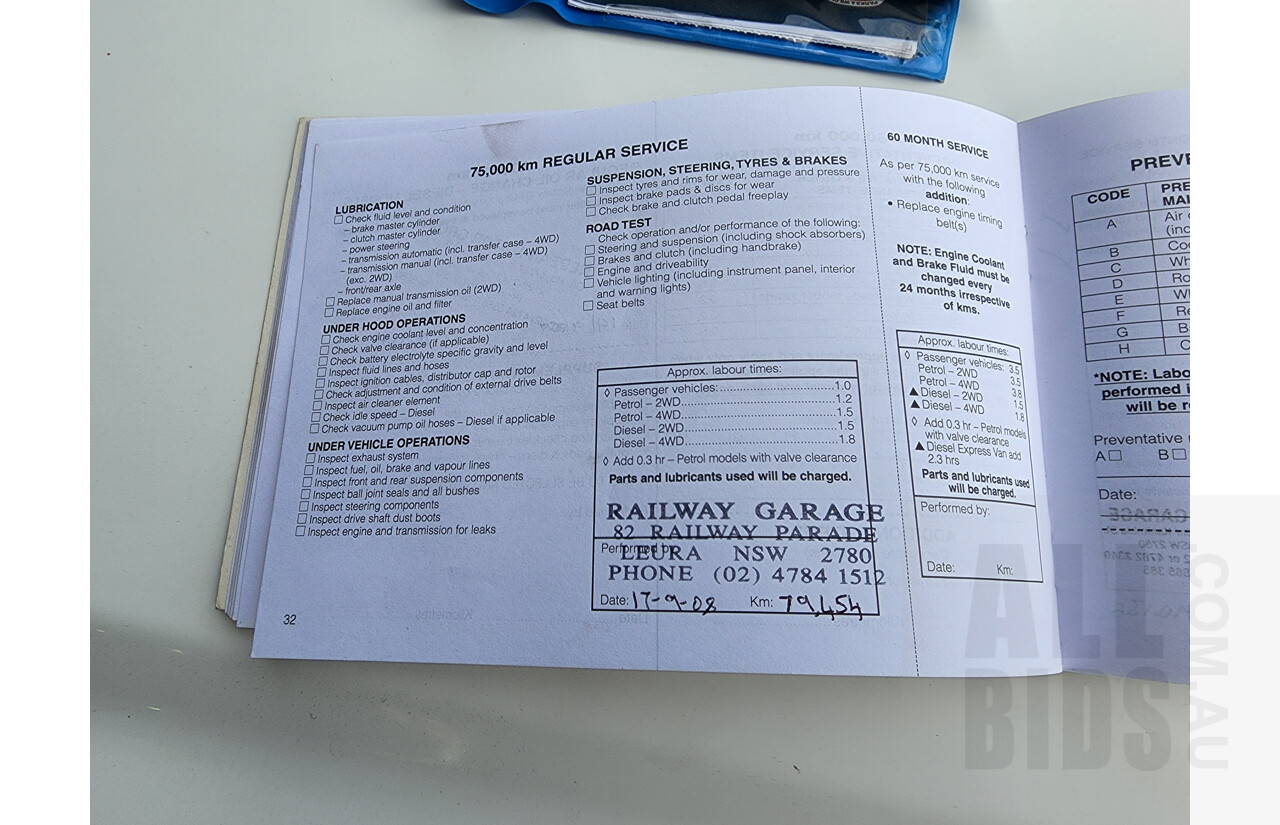 75,000 km REGULAR SERVICE
LUBRICATION
☐ Check fluid level and condition
– brake master cylinder
– clutch master cylinder
– power steering
– transmission automatic (incl. transfer case – 4WD)
– transmission manual (incl. transfer case – 4WD)
(exc. 2WD)
– front/rear axle
☐ Replace manual transmission oil (2WD)
☐ Replace engine oil and filter
UNDER HOOD OPERATIONS
☐ Check engine coolant level and concentration
☐ Check valve clearance (if applicable)
☐ Check battery electrolyte specific gravity and level
☐ Inspect fluid lines and hoses
☐ Inspect ignition cables, distributor cap and rotor
☐ Check adjustment and condition of external drive belts
☐ Inspect air cleaner element
☐ Check idle speed – Diesel
☐ Check vacuum pump oil hoses – Diesel if applicable
UNDER VEHICLE OPERATIONS
☐ Inspect exhaust system
☐ Inspect fuel, oil, brake and vapour lines
☐ Inspect front and rear suspension components
☐ Inspect ball joint seals and all bushes
☐ Inspect steering components
☐ Inspect drive shaft dust boots
☐ Inspect engine and transmission for leaks
32
SUSPENSION, STEERING, TYRES & BRAKES
☐ Inspect tyres and rims for wear, damage and pressure
☐ Inspect brake pads & discs for wear
☐ Check brake and clutch pedal freeplay
ROAD TEST
Check operation and/or performance of the following:
☐ Steering and suspension (including shock absorbers)
☐ Brakes and clutch (including handbrake)
☐ Engine and driveability
☐ Vehicle lighting (including instrument panel, interior
and warning lights)
☐ Seat belts
Approx. labour times:
◊ Passenger vehicles:..............................1.0
Petrol – 2WD..............................1.2
Petrol – 4WD..............................1.5
Diesel – 2WD..............................1.5
Diesel – 4WD..............................1.8
◊ Add 0.3 hr – Petrol models with valve clearance
Parts and lubricants used will be charged.
RAILWAY GARAGE
82 RAILWAY PARADE
Performed by:
LEURA NSW 2780
PHONE (02) 4784 1512
Date: 17-9-08 Km: 79,454
60 MONTH SERVICE
As per 75,000 km service
with the following
addition:
• Replace engine timing
belt(s)
NOTE: Engine Coolant
and Brake Fluid must be
changed every
24 months irrespective
of kms.
Approx. labour times:
◊ Passenger vehicles: 3.5
Petrol – 2WD 3.5
Petrol – 4WD 3.8
▲ Diesel – 2WD 1.5
▲ Diesel – 4WD 1.8
◊ Add 0.3 hr – Petrol models
with valve clearance
▲ Diesel Express Van add
2.3 hrs
Parts and lubricants used
will be charged.
Performed by:
Date: Km:
CODE
A
B
C
D
E
F
G
H
*NOTE:
performed
will be
Preventative
A☐ B☐
Date:
ALL
BIDS
.COM.AU